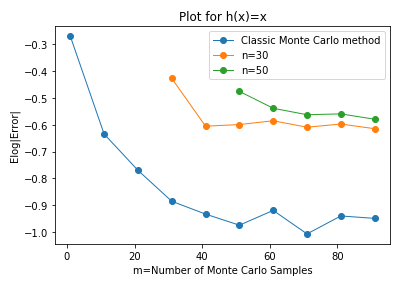 Plot for h(x)=x
Classic Monte Carlo method
n=30
n=50
Elog|Error|
−0.3
−0.4
−0.5
−0.6
−0.7
−0.8
−0.9
−1.0
0 20 40 60 80
m=Number of Monte Carlo Samples